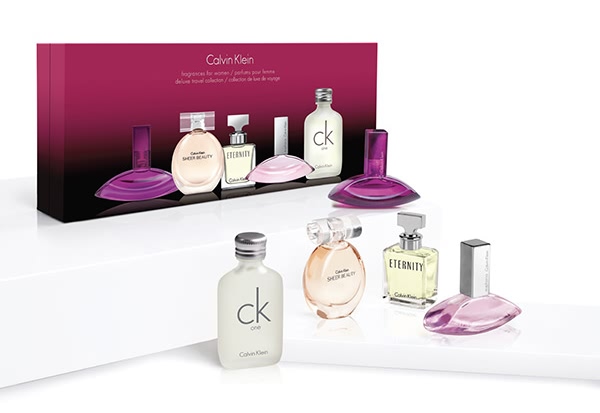 Calvin Klein
fragrances for women / parfums pour femme
deluxe travel collection / collection de luxe de voyage
Calvin Klein
SHEER BEAUTY
ETERNITY
Calvin Klein
ck
one
ck
one
Calvin Klein
Calvin Klein
SHEER BEAUTY
ETERNITY
Calvin Klein